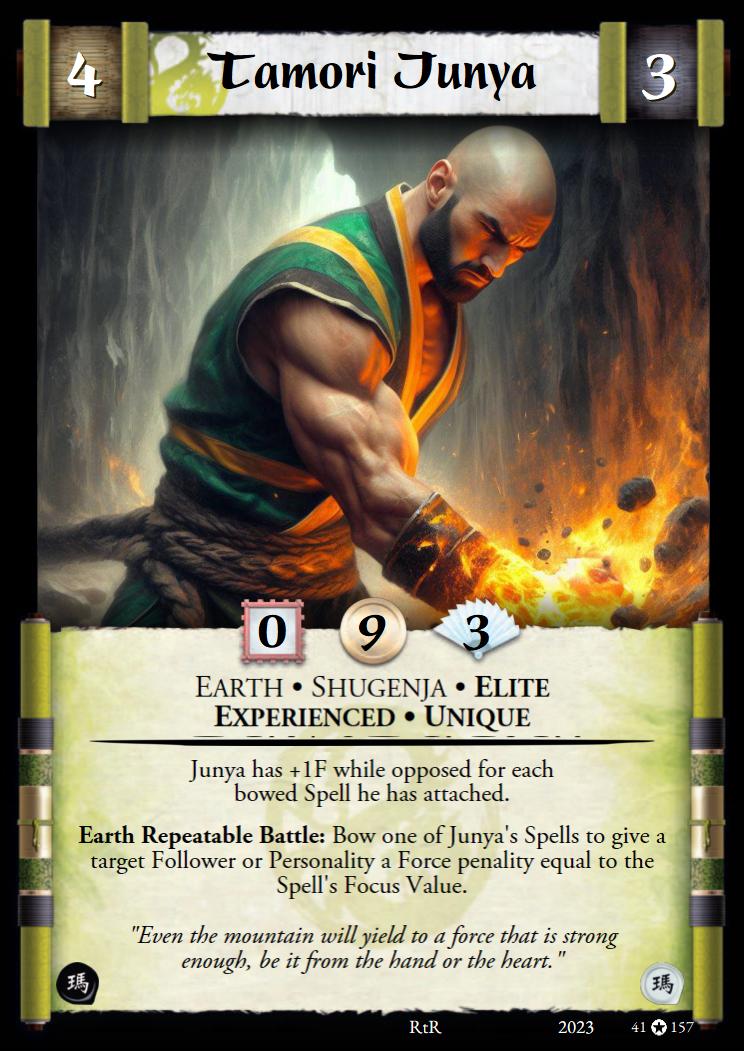 4 Tamori Junya 3
0 9 3
EARTH • SHUGENJA • ELITE
EXPERIENCED • UNIQUE
Junya has +1F while opposed for each
bowed Spell he has attached.
Earth Repeatable Battle: Bow one of Junya's Spells to give a
target Follower or Personality a Force penality equal to the
Spell's Focus Value.
"Even the mountain will yield to a force that is strong
enough, be it from the hand or the heart."
瑪 瑪
RtR 2023 41 157